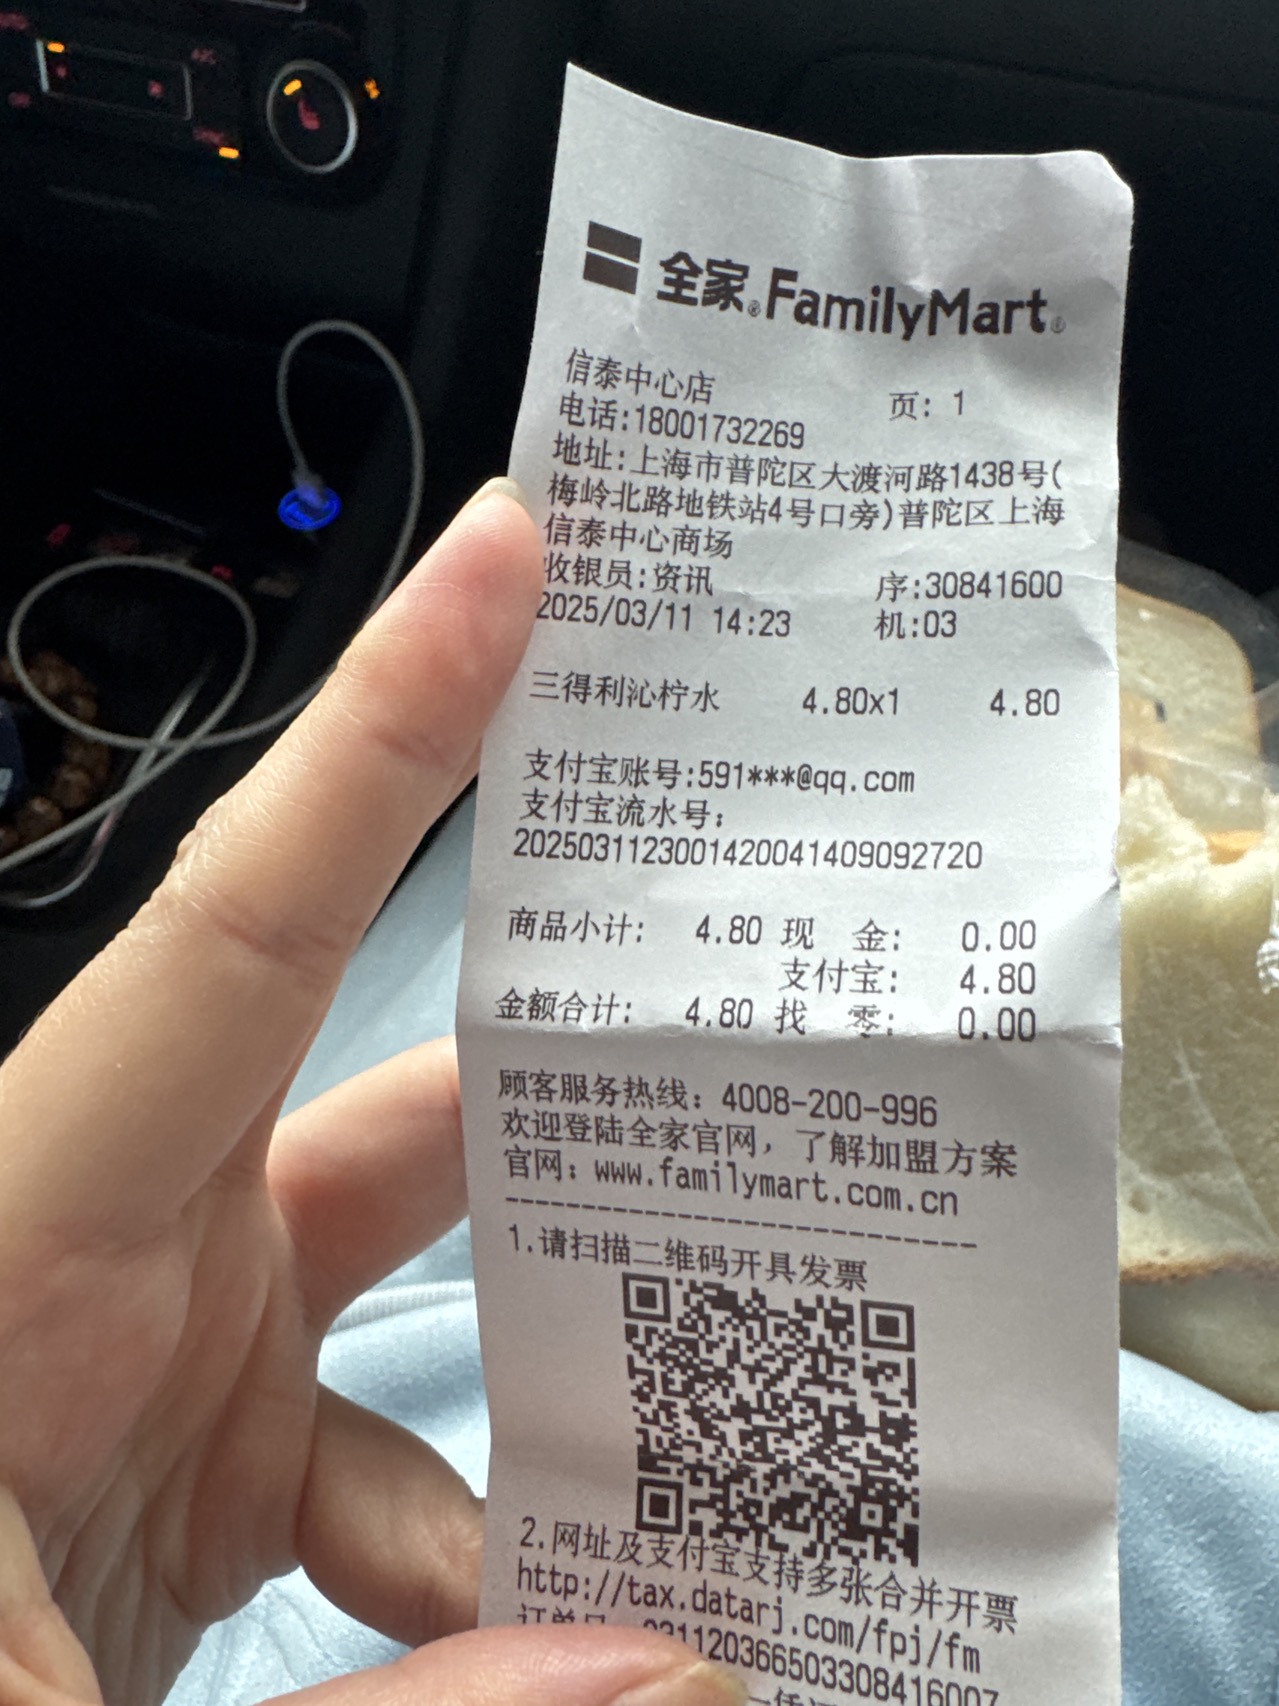 全家®FamilyMart®
信泰中心店
页: 1
电话:18001732269
地址:上海市普陀区大渡河路1438号(
梅岭北路地铁站4号口旁)普陀区上海
信泰中心商场
收银员:资讯 序:30841600
2025/03/11 14:23 机:03
三得利沁柠水 4.80x1 4.80
支付宝账号:591***@qq.com
支付宝流水号:
2025031123001420041409092720
商品小计: 4.80 现 金: 0.00
支付宝: 4.80
金额合计: 4.80 找 零: 0.00
顾客服务热线: 4008-200-996
欢迎登陆全家官网, 了解加盟方案
官网: www.familymart.com.cn
1.请扫描二维码开具发票
2.网址及支付宝支持多张合并开票
http://tax.datarj.com/fpj/fm